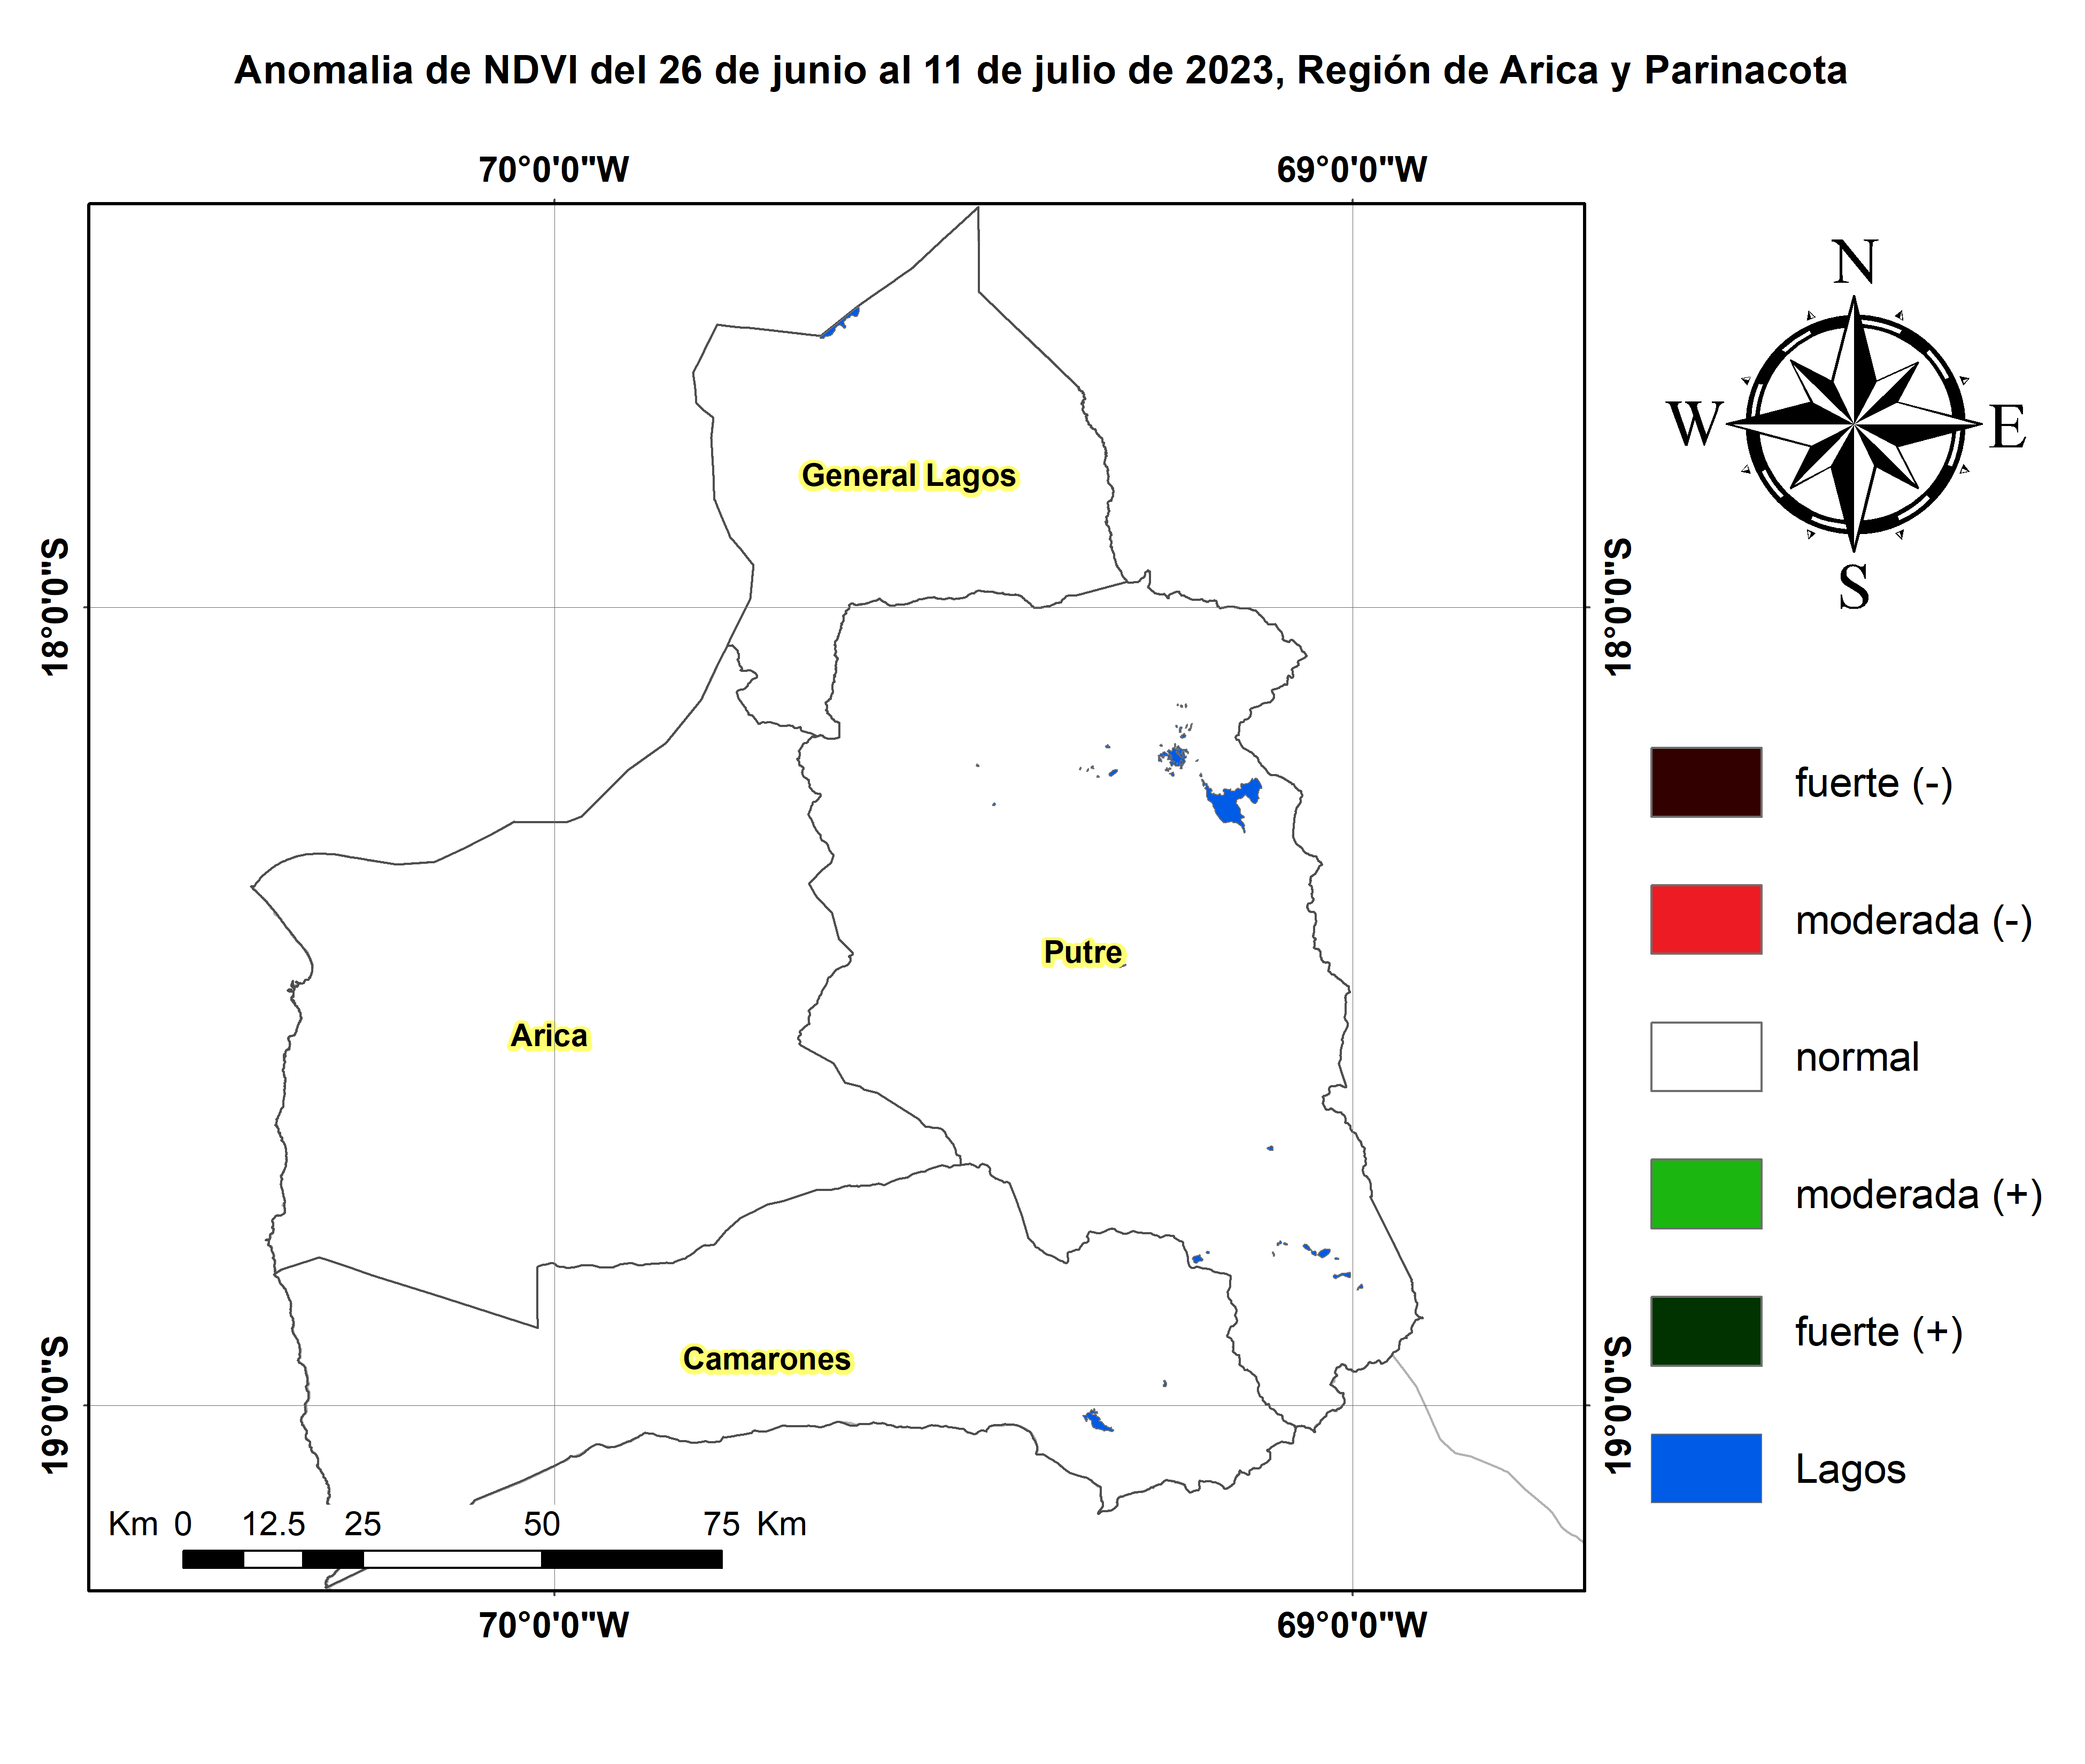 Anomalia de NDVI del 26 de junio al 11 de julio de 2023, Región de Arica y Parinacota
70°0'0"W
69°0'0"W
N
W
E
S
General Lagos
18°0'0"S
18°0'0"S
fuerte (-)
moderada (-)
Putre
Arica
normal
moderada (+)
fuerte (+)
Camarones
19°0'0"S
19°0'0"S
Lagos
Km 0 12.5 25 50 75 Km
70°0'0"W
69°0'0"W